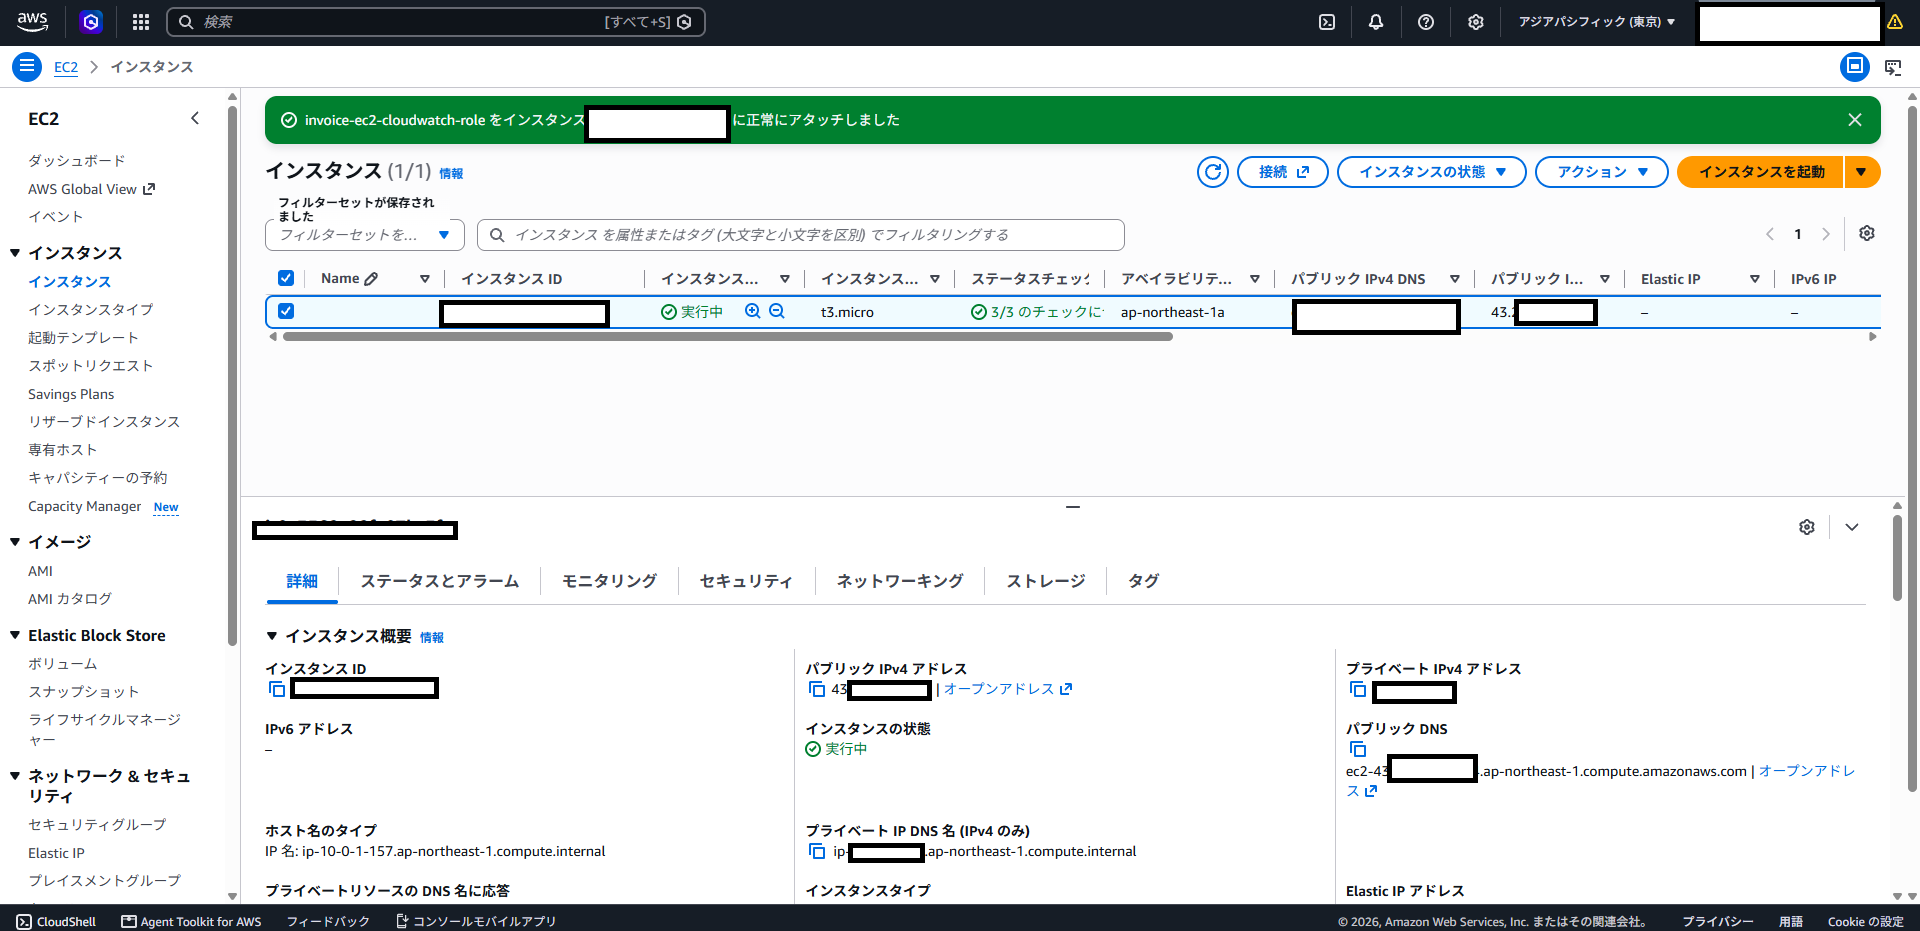 aws
検索
[すべて+S]
アジアパシフィック (東京)
EC2
インスタンス
EC2
ダッシュボード
AWS Global View
イベント
インスタンス
インスタンス
インスタンスタイプ
起動テンプレート
スポットリクエスト
Savings Plans
リザーブドインスタンス
専有ホスト
キャパシティーの予約
Capacity Manager New
イメージ
AMI
AMI カタログ
Elastic Block Store
ボリューム
スナップショット
ライフサイクルマネージ
ャー
ネットワーク & セキュ
リティ
セキュリティグループ
Elastic IP
プレイスメントグループ
invoice-ec2-cloudwatch-role をインスタンス に正常にアタッチしました
インスタンス (1/1) 情報
接続
インスタンスの状態
アクション
インスタンスを起動
フィルターセットが保存され
ました
フィルターセットを...
インスタンス を属性またはタグ (大文字と小文字を区別) でフィルタリングする
1
Name
インスタンス ID
インスタンス...
インスタンス...
ステータスチェック
アベイラビリテ...
パブリック IPv4 DNS
パブリック I...
Elastic IP
IPv6 IP
実行中
t3.micro
3/3 のチェックに
ap-northeast-1a
43.
–
–
詳細
ステータスとアラーム
モニタリング
セキュリティ
ネットワーキング
ストレージ
タグ
インスタンス概要 情報
インスタンス ID
パブリック IPv4 アドレス
43 | オープンアドレス
プライベート IPv4 アドレス
IPv6 アドレス
–
インスタンスの状態
実行中
パブリック DNS
ec2-43 .ap-northeast-1.compute.amazonaws.com | オープンアドレ
ス
ホスト名のタイプ
IP 名: ip-10-0-1-157.ap-northeast-1.compute.internal
プライベート IP DNS 名 (IPv4 のみ)
ip- .ap-northeast-1.compute.internal
プライベートリソースの DNS 名に応答
インスタンスタイプ
Elastic IP アドレス
CloudShell
Agent Toolkit for AWS
フィードバック
コンソールモバイルアプリ
© 2026, Amazon Web Services, Inc. またはその関連会社。
プライバシー
用語
Cookie の設定